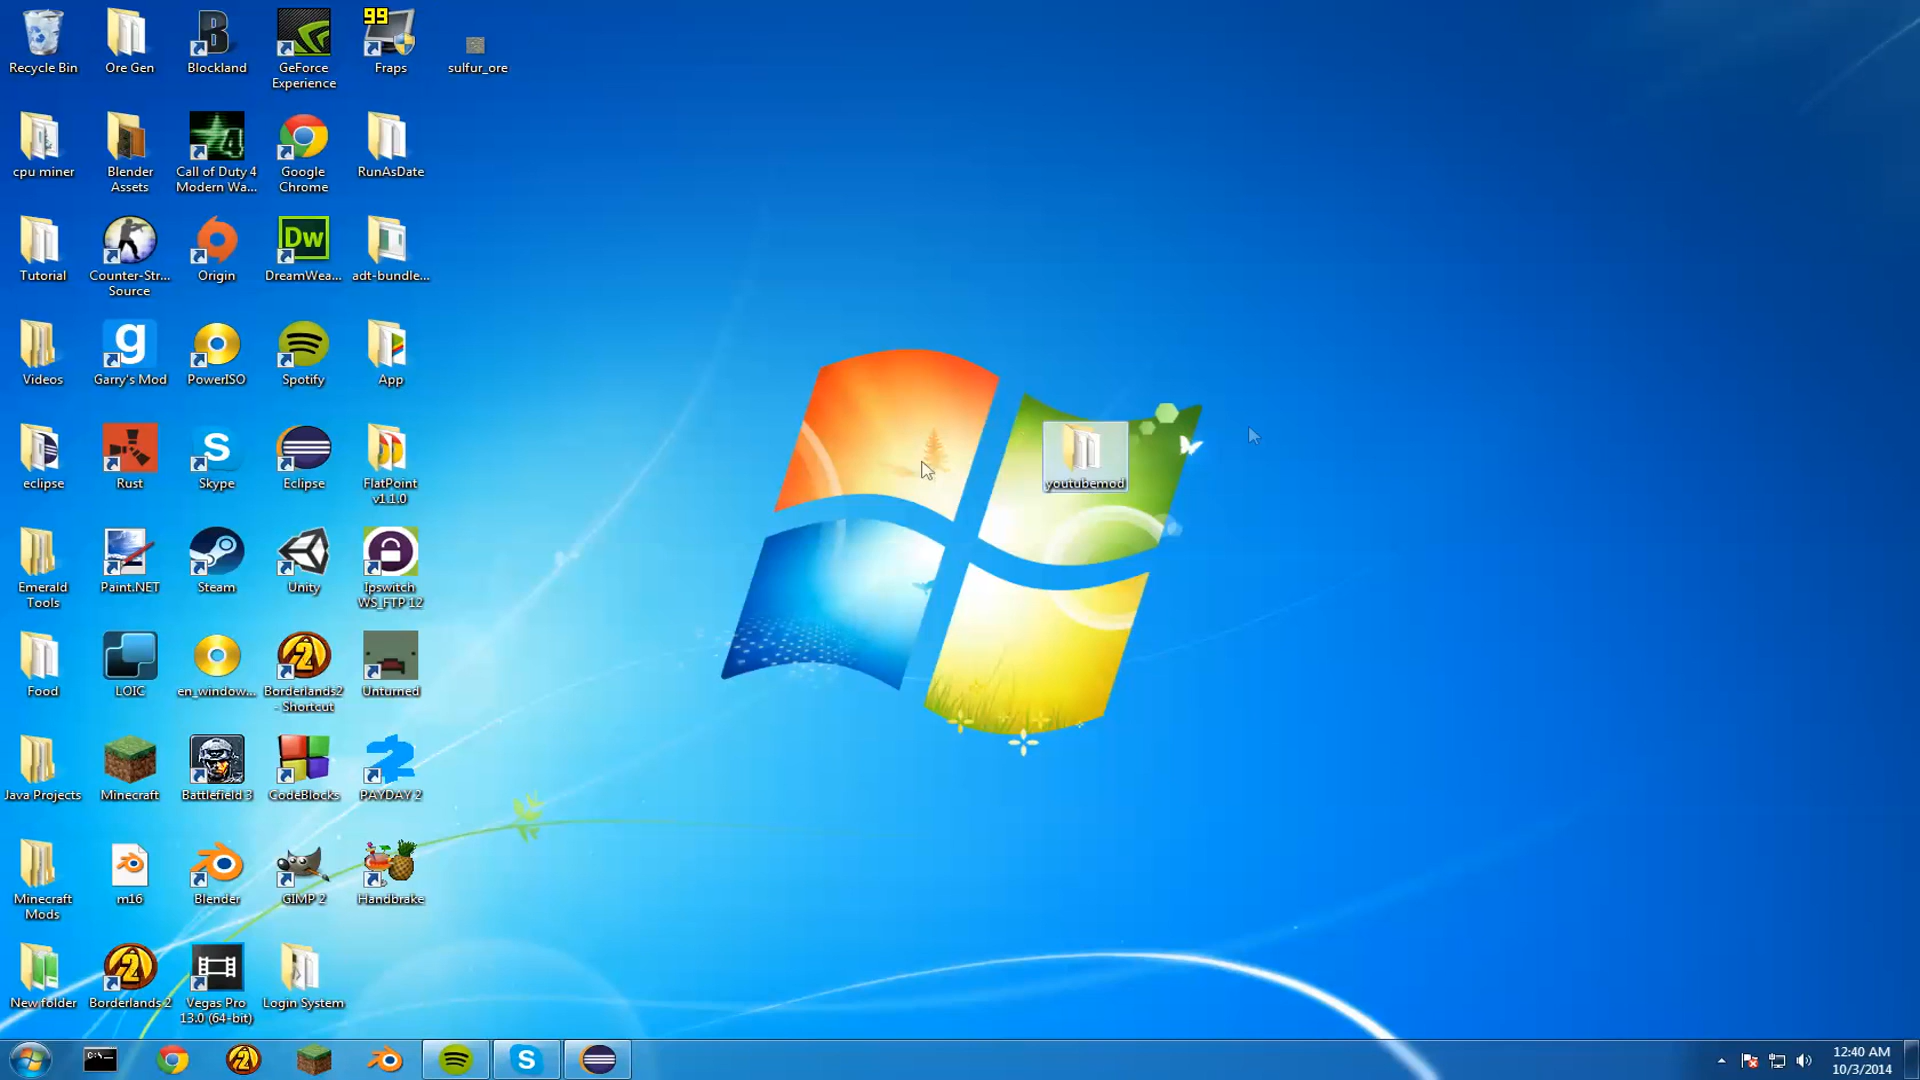 99
Recycle Bin
Ore Gen
Blockland
GeForce
Experience
Fraps
sulfur_ore
cpu miner
Blender
Assets
Call of Duty 4
Modern Wa...
Google
Chrome
RunAsDate
Tutorial
Counter-Str...
Source
Origin
Dw
DreamWea...
adt-bundle...
Videos
g
Garry's Mod
PowerISO
Spotify
App
eclipse
Rust
Skype
Eclipse
FlatPoint
v1.1.0
youtubemod
Emerald
Tools
Paint.NET
Steam
Unity
Ipswitch
WS_FTP 12
Food
LOIC
en_window...
Borderlands2
- Shortcut
Unturned
Java Projects
Minecraft
Battlefield 3
CodeBlocks
PAYDAY 2
Minecraft
Mods
m16
Blender
GIMP 2
Handbrake
New folder
Borderlands 2
Vegas Pro
13.0 (64-bit)
Login System
C:\_
12:40 AM
10/3/2014